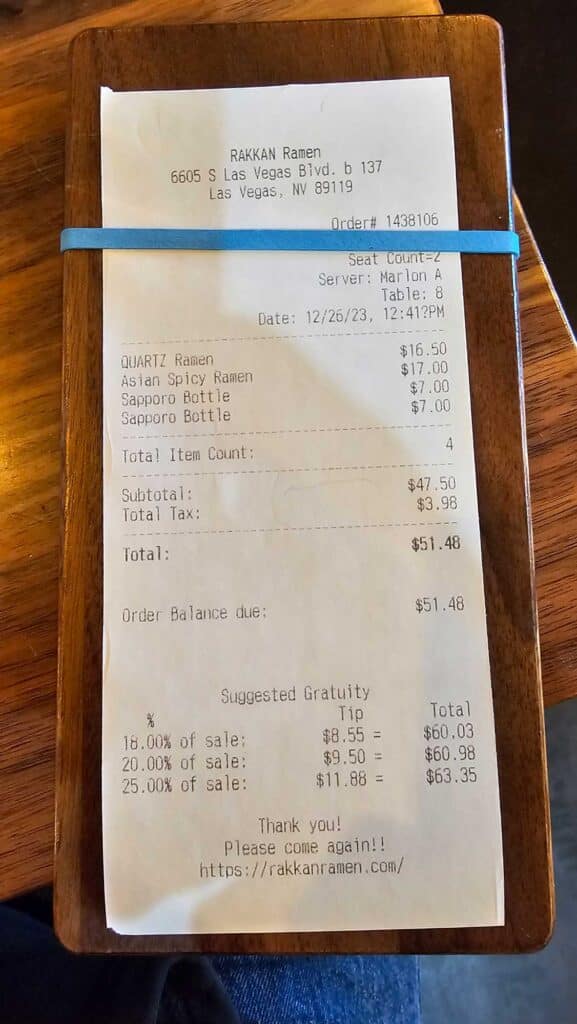 RAKKAN Ramen
6605 S Las Vegas Blvd. b 137
Las Vegas, NV 89119
Order# 1438106
Seat Count=2
Server: Marlon A
Table: 8
Date: 12/26/23, 12:41?PM
QUARTZ Ramen $16.50
Asian Spicy Ramen $17.00
Sapporo Bottle $7.00
Sapporo Bottle $7.00
Total Item Count: 4
Subtotal: $47.50
Total Tax: $3.98
Total: $51.48
Order Balance due: $51.48
Suggested Gratuity
% Tip Total
18.00% of sale: $8.55 = $60.03
20.00% of sale: $9.50 = $60.98
25.00% of sale: $11.88 = $63.35
Thank you!
Please come again!!
https://rakkanramen.com/